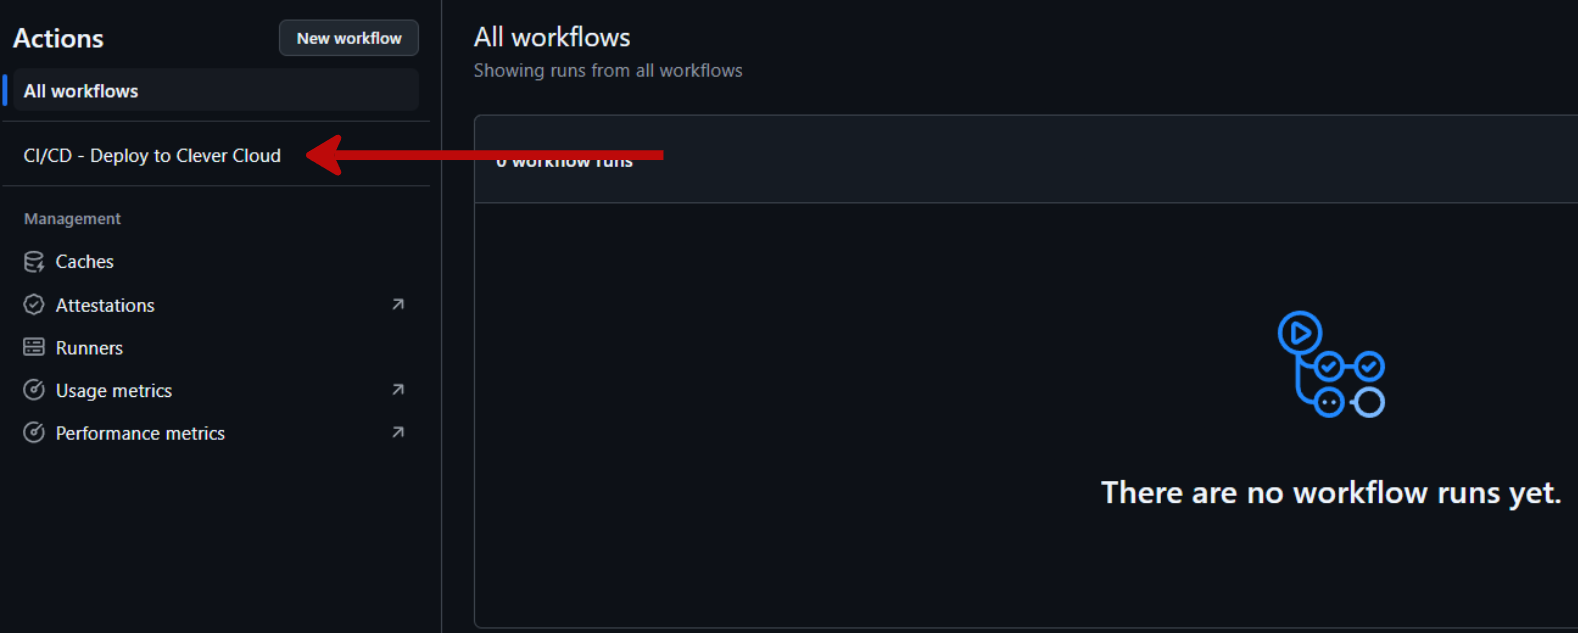 Actions
New workflow
All workflows
CI/CD - Deploy to Clever Cloud
Management
Caches
Attestations
Runners
Usage metrics
Performance metrics
All workflows
Showing runs from all workflows
0 workflow runs
There are no workflow runs yet.